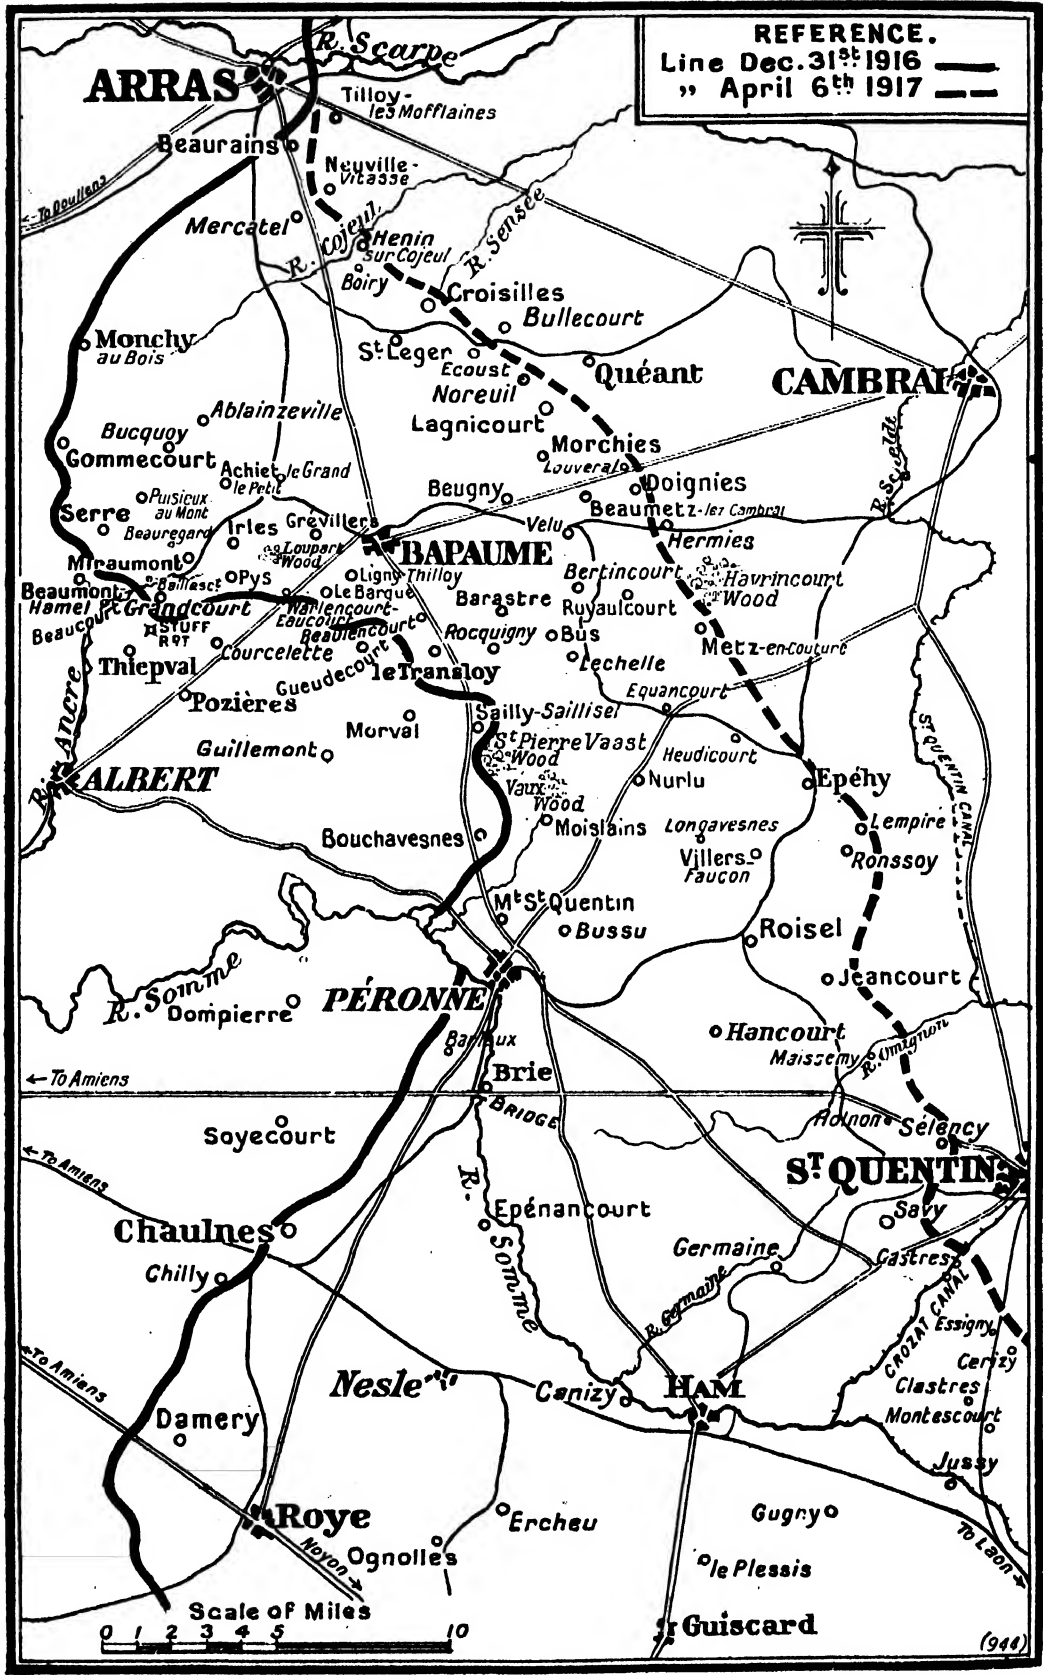 REFERENCE.
Line Dec. 31st 1916
,, April 6th 1917
R. Scarpe
ARRAS
Tilloy-
les Mofflaines
Beaurains
Neuville-
Vitasse
← To Doullens
Mercatel
R. Cojeul
Henin
sur Cojeul
R. Sensée
Boiry
Croisilles
Bullecourt
Monchy
au Bois
St. Leger
Ecoust
Quéant
CAMBRAI
Noreuil
Ablainzeville
Lagnicourt
Bucquoy
Gommecourt
Morchies
R. Scheldt
Achiet le Grand
le Petit
Louveral
Doignies
Puisieux
au Mont
Beugny
Beaumetz-lez Cambrai
Serre
Irles
Grevillers
Velu
Beauregard
Hermies
Loupart
Wood
BAPAUME
Miraumont
Pys
Ligny Thilloy
Bertincourt
Havrincourt
Wood
Beaumont
Hamel
Grandcourt
Le Barque
Barastre
Ruyaulcourt
Warlencourt-
Eaucourt
Beaucourt
STUFF
RDT
Beaulencourt
Rocquigny
Bus
Metz-en-Couture
Thiepval
Courcelette
Gueudecourt
le Transloy
Lechelle
Equancourt
Pozières
Morval
Sailly-Saillisel
R. Ancre
Guillemont
St Pierre Vaast
Wood
Heudicourt
ST QUENTIN CANAL
ALBERT
Vaux
Wood
Nurlu
Epéhy
Bouchavesnes
Moislains
Longavesnes
Lempire
Villers-
Faucon
Ronssoy
Mt St Quentin
Bussu
Roisel
R. Somme
Dompierre
PÉRONNE
Jeancourt
Hancourt
Maissemy
R. Omignon
Barleux
Brie
← To Amiens
BRIDGE
Holnon
Sélency
Soyecourt
← To Amiens
R. Somme
ST QUENTIN
Epénancourt
Savy
Chaulnes
Germaine
Castres
Chilly
R. Germaine
CROZAT CANAL
Essigny
← To Amiens
Cerizy
Nesle
Canizy
HAM
Clastres
Damery
Montescourt
Jussy
Roye
Ercheu
Gugny
Noyon →
Ognolles
To Laon →
le Plessis
Scale of Miles
0 1 2 3 4 5 10
Guiscard
(944)